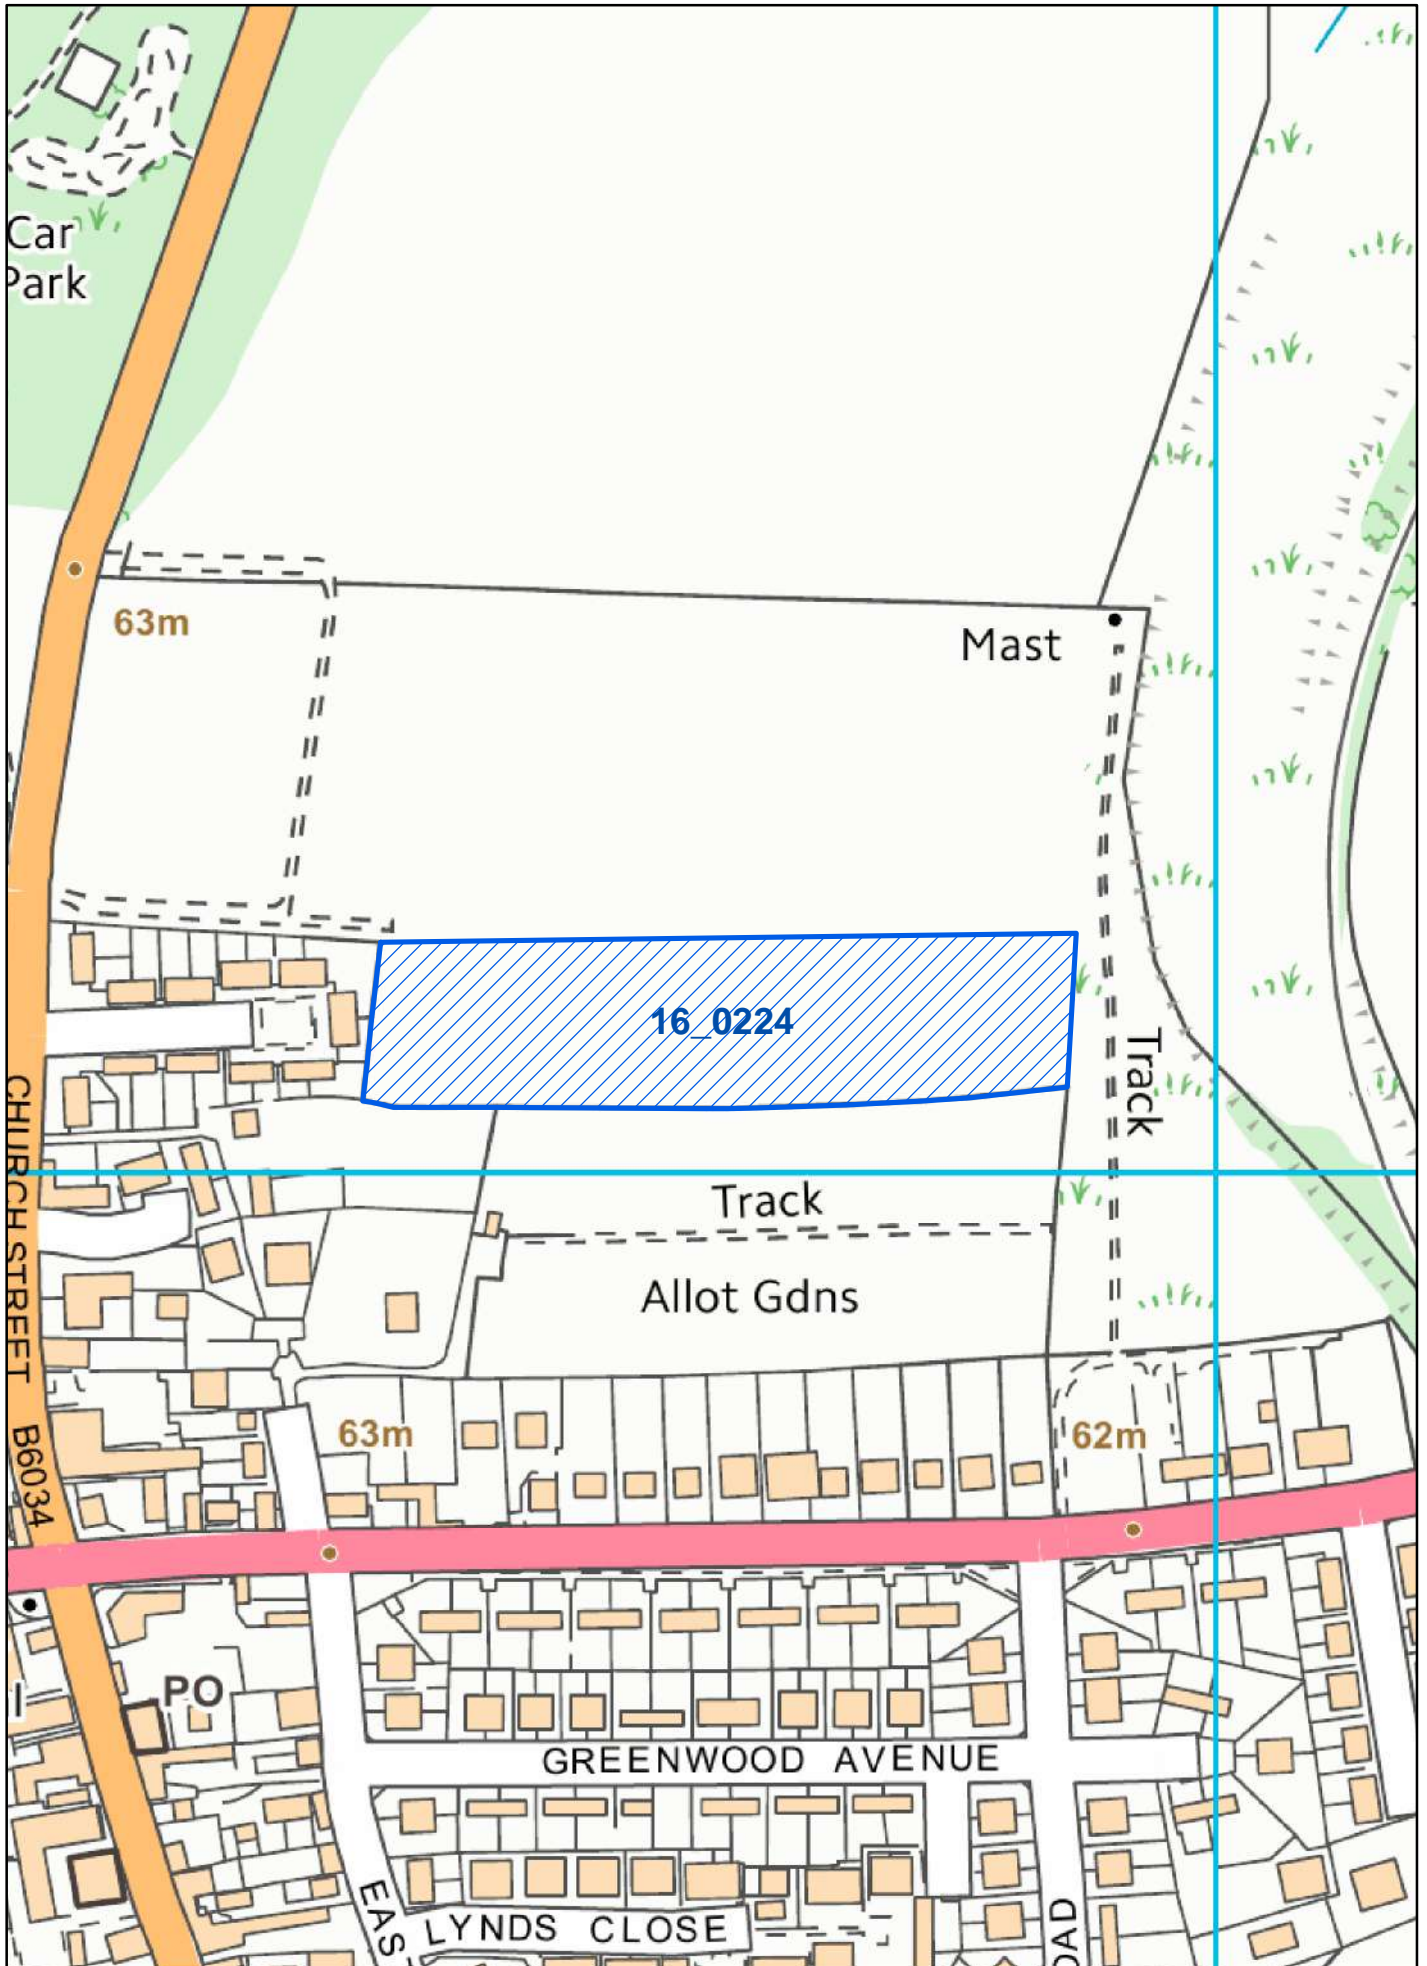 Car
Park
63m
Mast
16_0224
Track
CHURCH STREET
Track
Allot Gdns
B6034
63m
62m
PO
GREENWOOD AVENUE
LYNDS CLOSE